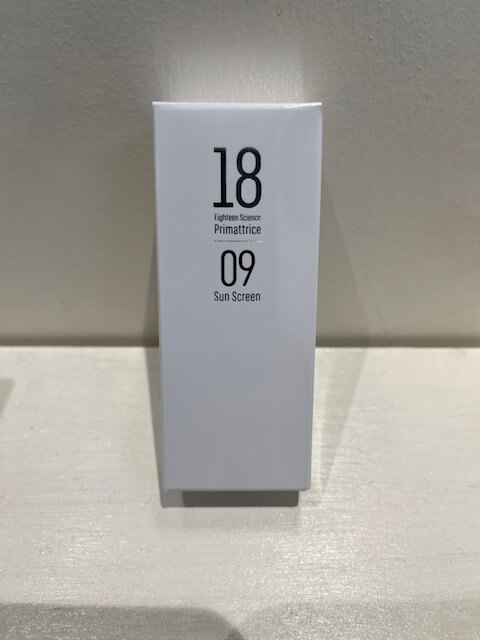 18
Eighteen Science
Primattrice
09
Sun Screen